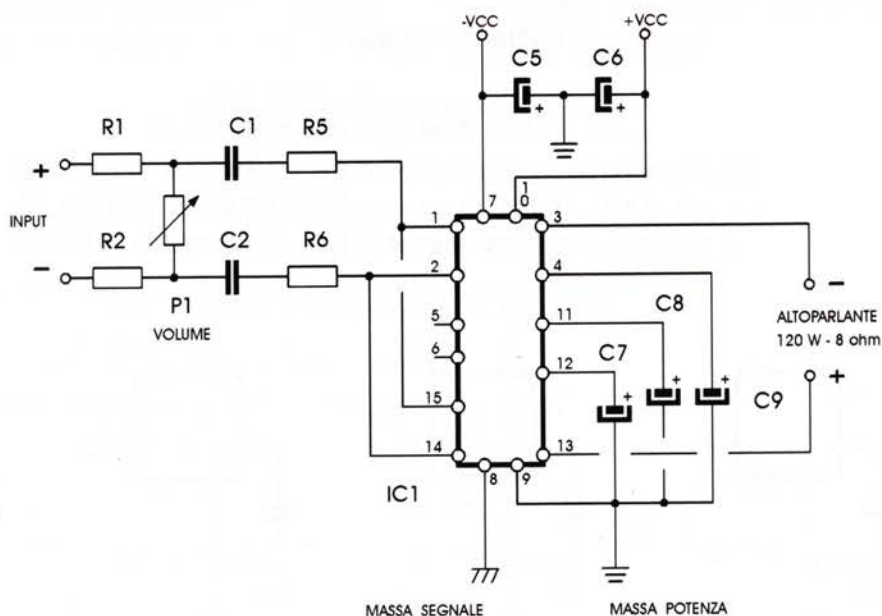 -VCC
+VCC
C5
C6
+
+
R1
C1
R5
+
INPUT
7
1
0
1
3
R2
C2
R6
2
4
−
−
P1
VOLUME
5
11
C8
ALTOPARLANTE
120 W - 8 ohm
6
12
C7
+
+
+
+
15
C9
14
13
IC1
8
9
MASSA SEGNALE
MASSA POTENZA